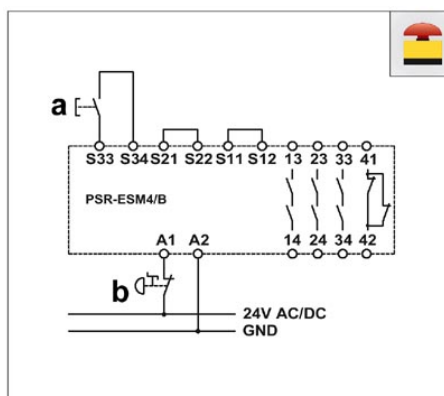 a
S33 S34 S21 S22 S11 S12 13 23 33 41
PSR-ESM4/B
A1 A2 14 24 34 42
b
24V AC/DC
GND